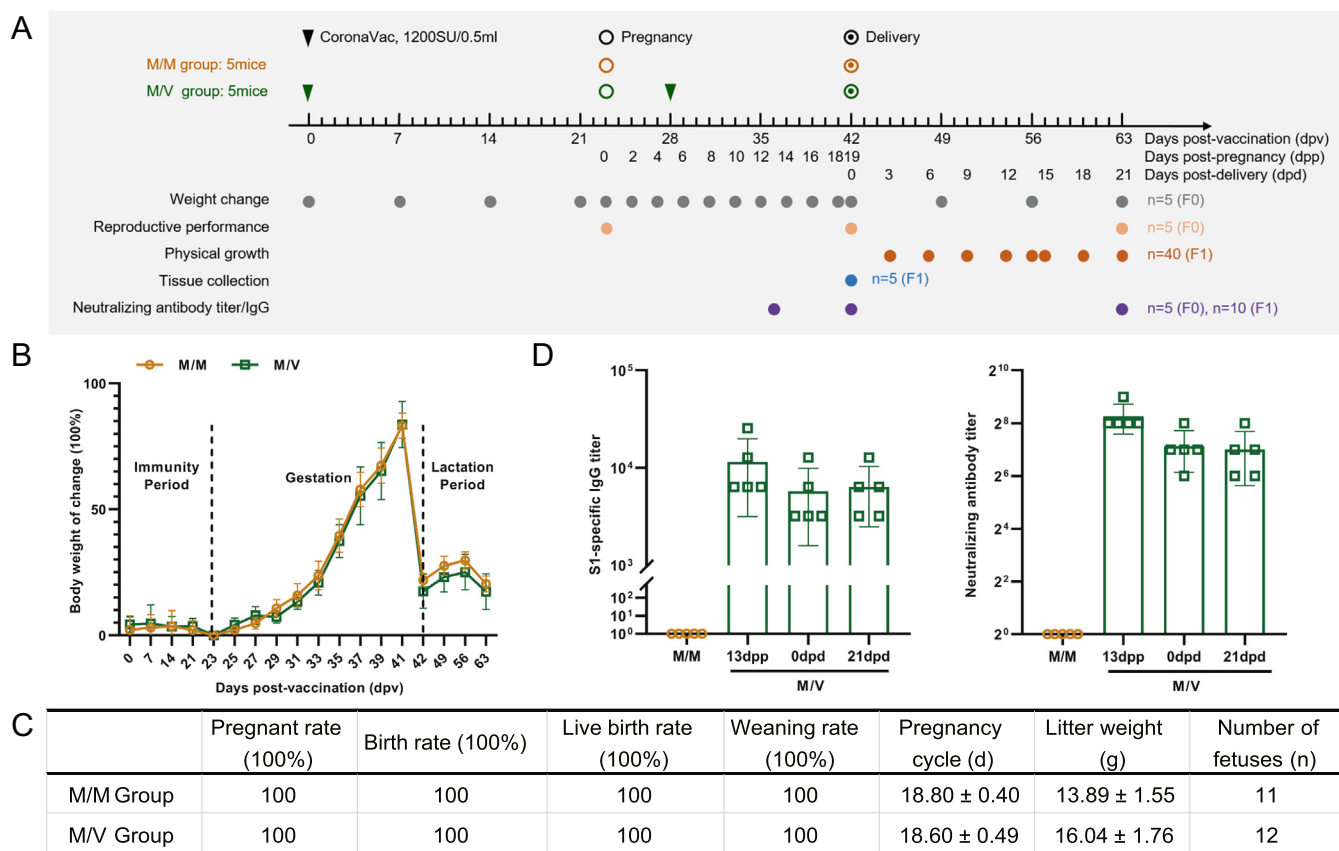 A
CoronaVac, 1200SU/0.5ml
Pregnancy
Delivery
M/M group: 5mice
M/V group: 5mice
0 7 14 21 28 35 42 49 56 63 Days post-vaccination (dpv)
0 2 4 6 8 10 12 14 16 18 19 Days post-pregnancy (dpp)
0 3 6 9 12 15 18 21 Days post-delivery (dpd)
Weight change n=5 (F0)
Reproductive performance n=5 (F0)
Physical growth n=40 (F1)
Tissue collection n=5 (F1)
Neutralizing antibody titer/IgG n=5 (F0), n=10 (F1)
B
M/M M/V
Body weight of change (100%)
100
50
0
Immunity
Period
Gestation
Lactation
Period
0 7 14 21 23 25 27 29 31 33 35 37 39 41 42 49 56 63
Days post-vaccination (dpv)
D
S1-specific IgG titer
10⁵
10⁴
10³
10²
10¹
10⁰
M/M 13dpp 0dpd 21dpd
M/V
Neutralizing antibody titer
2¹⁰
2⁸
2⁶
2⁴
2²
2⁰
M/M 13dpp 0dpd 21dpd
M/V
C
Pregnant rate
(100%)
Birth rate (100%)
Live birth rate
(100%)
Weaning rate
(100%)
Pregnancy
cycle (d)
Litter weight
(g)
Number of
fetuses (n)
M/M Group 100 100 100 100 18.80 ± 0.40 13.89 ± 1.55 11
M/V Group 100 100 100 100 18.60 ± 0.49 16.04 ± 1.76 12